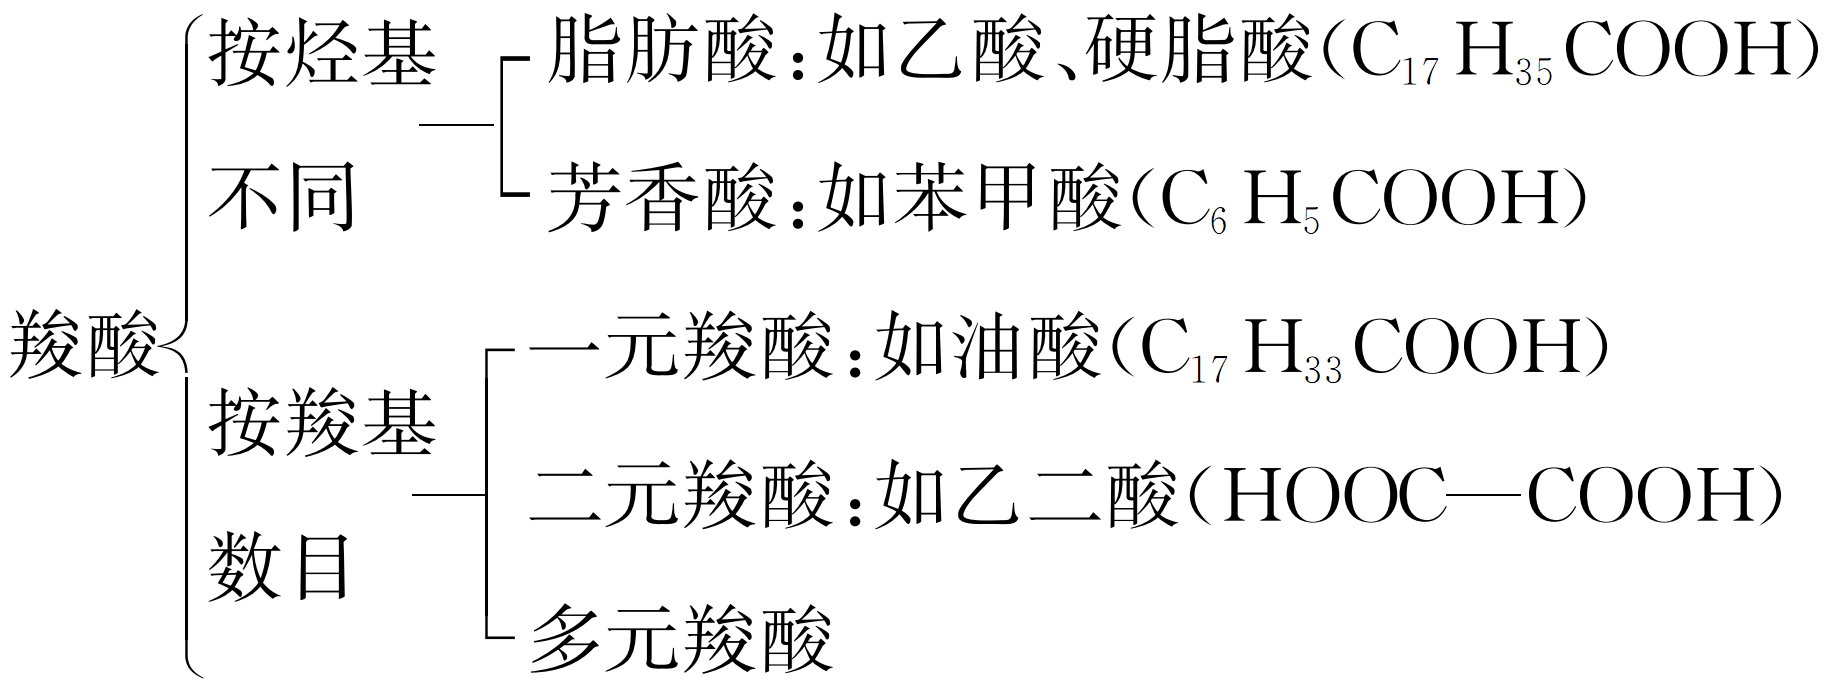 按烃基
脂肪酸：如乙酸、硬脂酸(C₁₇H₃₅COOH)
不同
芳香酸：如苯甲酸(C₆H₅COOH)
羧酸
一元羧酸：如油酸(C₁₇H₃₃COOH)
按羧基
二元羧酸：如乙二酸(HOOC—COOH)
数目
多元羧酸